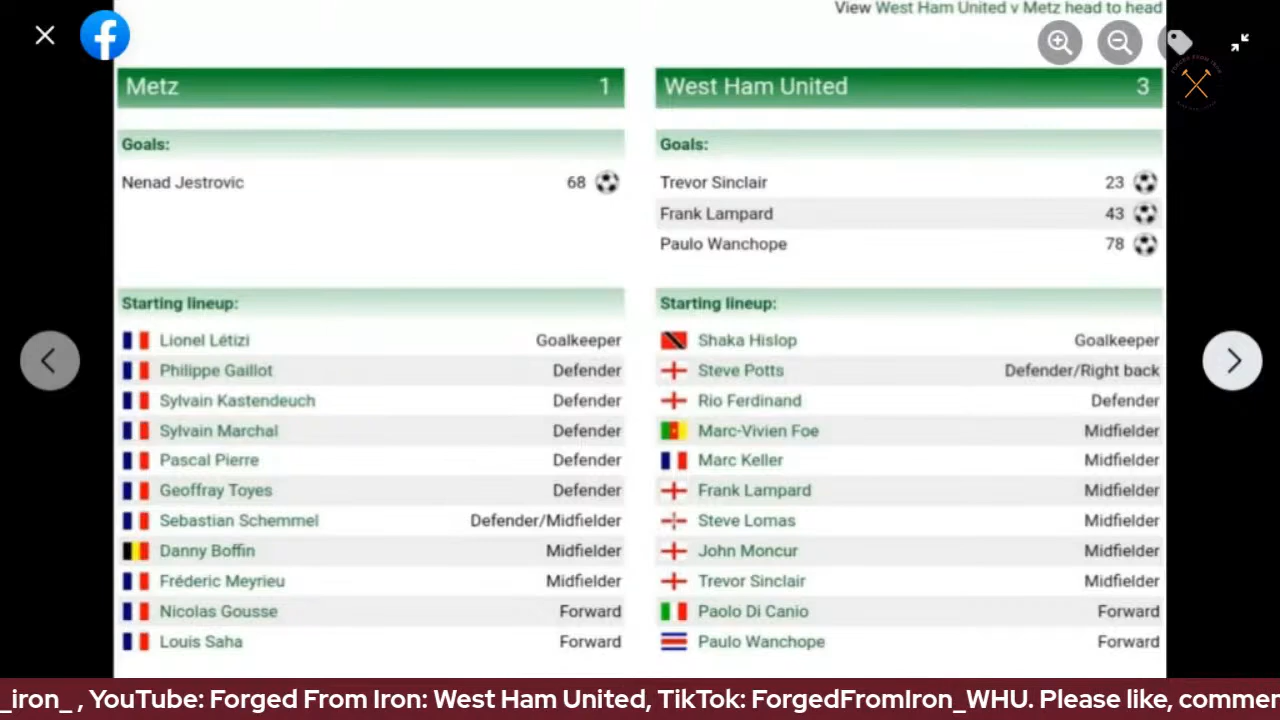 View West Ham United v Metz head to head
Metz 1
Goals:
Nenad Jestrovic 68
Starting lineup:
Lionel Létizi Goalkeeper
Philippe Gaillot Defender
Sylvain Kastendeuch Defender
Sylvain Marchal Defender
Pascal Pierre Defender
Geoffray Toyes Defender
Sebastian Schemmel Defender/Midfielder
Danny Boffin Midfielder
Fréderic Meyrieu Midfielder
Nicolas Gousse Forward
Louis Saha Forward
West Ham United 3
Goals:
Trevor Sinclair 23
Frank Lampard 43
Paulo Wanchope 78
Starting lineup:
Shaka Hislop Goalkeeper
Steve Potts Defender/Right back
Rio Ferdinand Defender
Marc-Vivien Foe Midfielder
Marc Keller Midfielder
Frank Lampard Midfielder
Steve Lomas Midfielder
John Moncur Midfielder
Trevor Sinclair Midfielder
Paolo Di Canio Forward
Paulo Wanchope Forward
_iron_ , YouTube: Forged From Iron: West Ham United, TikTok: ForgedFromIron_WHU. Please like, commen